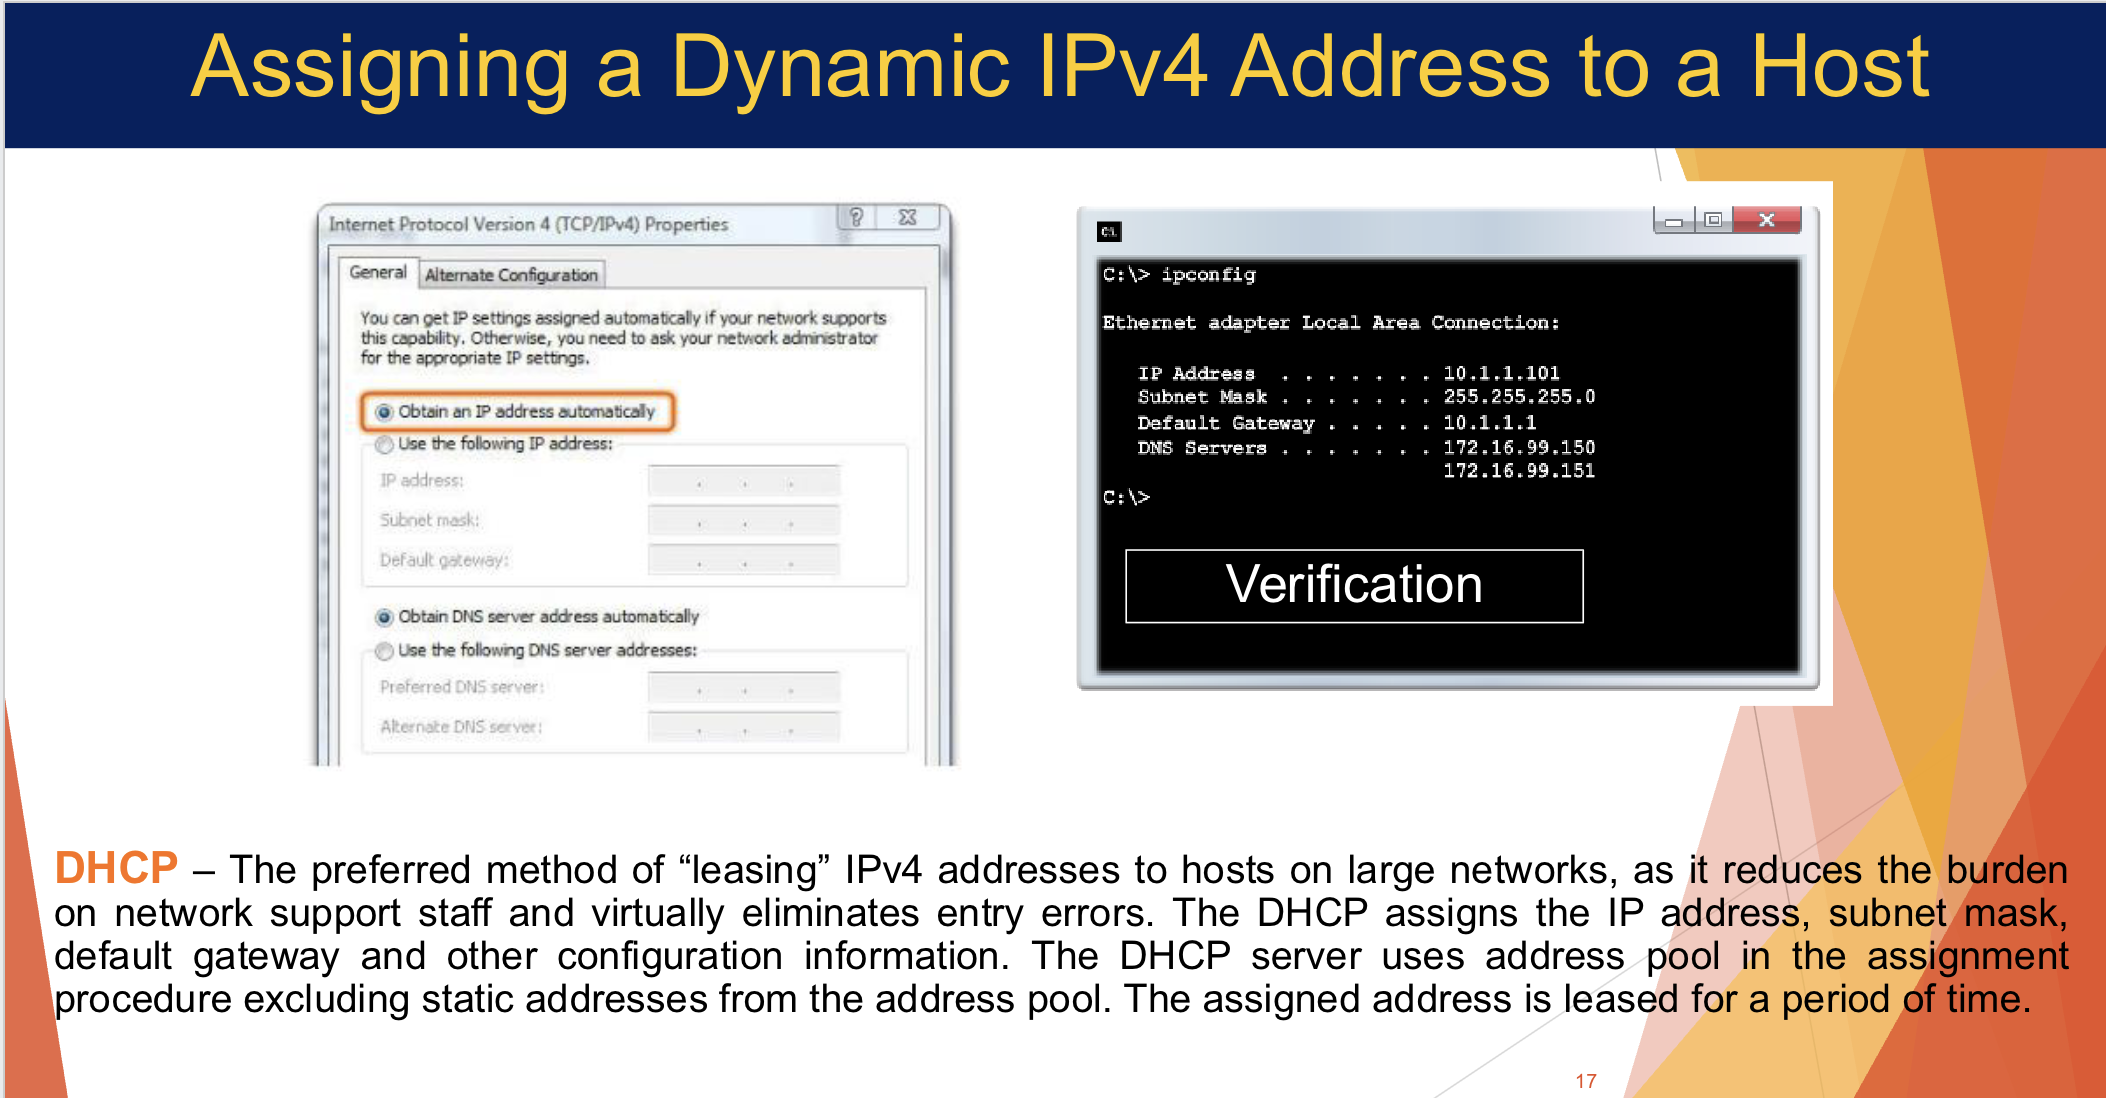 Assigning a Dynamic IPv4 Address to a Host
Internet Protocol Version 4 (TCP/IPv4) Properties
General
Alternate Configuration
You can get IP settings assigned automatically if your network supports
this capability. Otherwise, you need to ask your network administrator
for the appropriate IP settings.
Obtain an IP address automatically
Use the following IP address:
IP address:
Subnet mask:
Default gateway:
Obtain DNS server address automatically
Use the following DNS server addresses:
Preferred DNS server:
Alternate DNS server:
C:\> ipconfig
Ethernet adapter Local Area Connection:
IP Address . . . . . . . 10.1.1.101
Subnet Mask . . . . . . . 255.255.255.0
Default Gateway . . . . . 10.1.1.1
DNS Servers . . . . . . . 172.16.99.150
172.16.99.151
C:\>
Verification
DHCP – The preferred method of “leasing” IPv4 addresses to hosts on large networks, as it reduces the burden
on network support staff and virtually eliminates entry errors. The DHCP assigns the IP address, subnet mask,
default gateway and other configuration information. The DHCP server uses address pool in the assignment
procedure excluding static addresses from the address pool. The assigned address is leased for a period of time.
17